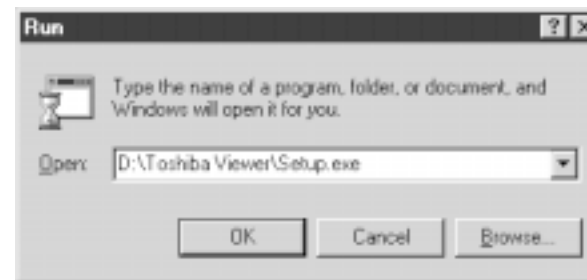 Run
Type the name of a program, folder, or document, and
Windows will open it for you.
Open: D:\Toshiba Viewer\Setup.exe
OK Cancel Browse...